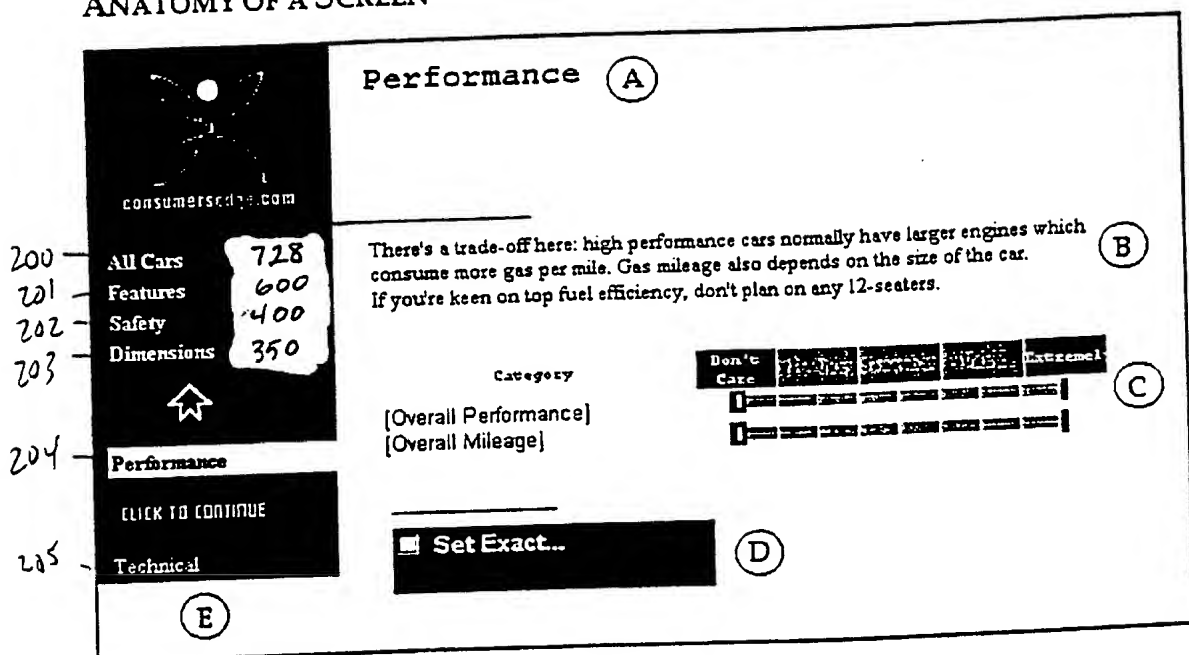 ANATOMY OF A SCREEN
Performance A
consumersedge.com
200 All Cars 728
201 Features 600
202 Safety 400
203 Dimensions 350
There's a trade-off here: high performance cars normally have larger engines which
consume more gas per mile. Gas mileage also depends on the size of the car.
If you're keen on top fuel efficiency, don't plan on any 12-seaters.
B
Category
Don't Care Extremely
[Overall Performance]
[Overall Mileage]
C
204 Performance
CLICK TO CONTINUE
205 Technical
Set Exact...
D
E